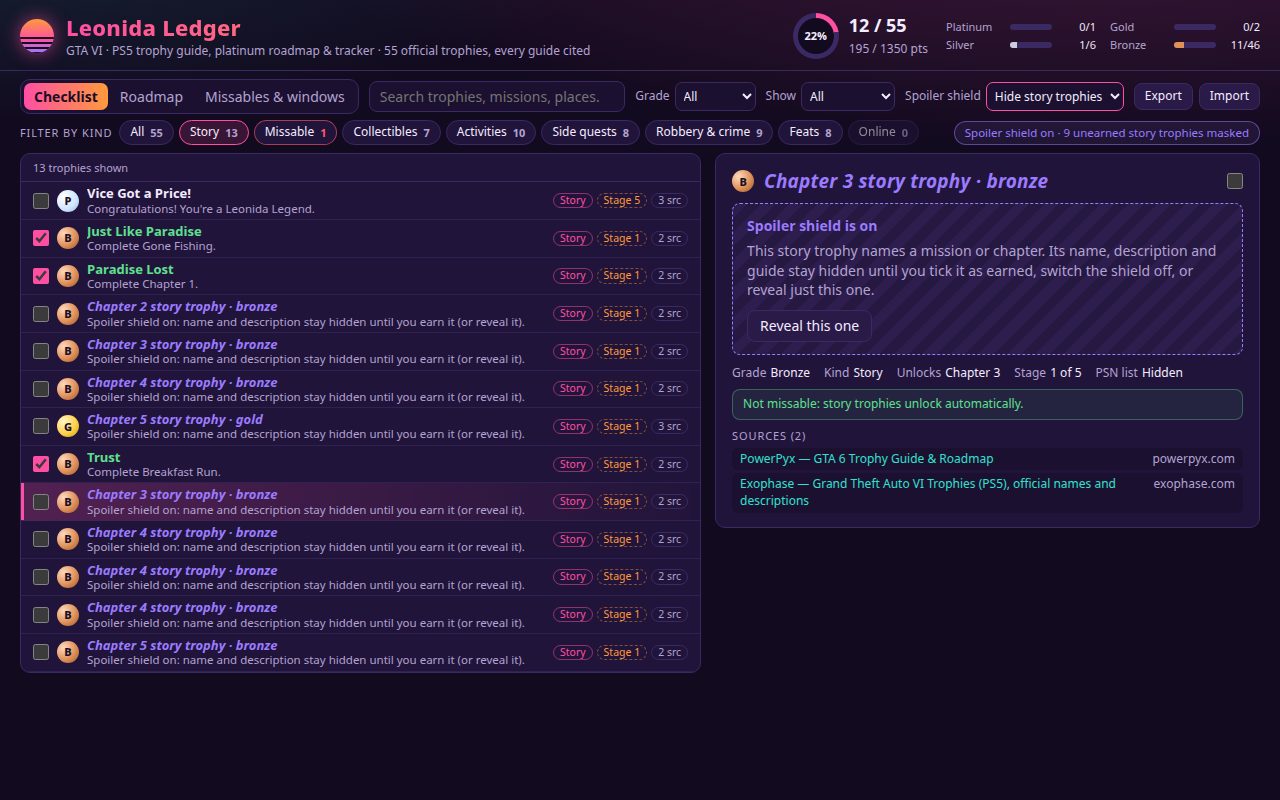 Leonida Ledger
GTA VI · PS5 trophy guide, platinum roadmap & tracker · 55 official trophies, every guide cited
22%
12 / 55
195 / 1350 pts
Platinum 0/1 Gold 0/2
Silver 1/6 Bronze 11/46
Checklist Roadmap Missables & windows
Search trophies, missions, places.
Grade All Show All Spoiler shield Hide story trophies Export Import
FILTER BY KIND All 55 Story 13 Missable 1 Collectibles 7 Activities 10 Side quests 8 Robbery & crime 9 Feats 8 Online 0
Spoiler shield on · 9 unearned story trophies masked
13 trophies shown
P Vice Got a Price! Story Stage 5 3 src
Congratulations! You're a Leonida Legend.
B Just Like Paradise Story Stage 1 2 src
Complete Gone Fishing.
B Paradise Lost Story Stage 1 2 src
Complete Chapter 1.
B Chapter 2 story trophy · bronze Story Stage 1 2 src
Spoiler shield on: name and description stay hidden until you earn it (or reveal it).
B Chapter 3 story trophy · bronze Story Stage 1 2 src
Spoiler shield on: name and description stay hidden until you earn it (or reveal it).
B Chapter 4 story trophy · bronze Story Stage 1 2 src
Spoiler shield on: name and description stay hidden until you earn it (or reveal it).
G Chapter 5 story trophy · gold Story Stage 1 3 src
Spoiler shield on: name and description stay hidden until you earn it (or reveal it).
B Trust Story Stage 1 2 src
Complete Breakfast Run.
B Chapter 3 story trophy · bronze Story Stage 1 2 src
Spoiler shield on: name and description stay hidden until you earn it (or reveal it).
B Chapter 4 story trophy · bronze Story Stage 1 2 src
Spoiler shield on: name and description stay hidden until you earn it (or reveal it).
B Chapter 4 story trophy · bronze Story Stage 1 2 src
Spoiler shield on: name and description stay hidden until you earn it (or reveal it).
B Chapter 4 story trophy · bronze Story Stage 1 2 src
Spoiler shield on: name and description stay hidden until you earn it (or reveal it).
B Chapter 5 story trophy · bronze Story Stage 1 2 src
Spoiler shield on: name and description stay hidden until you earn it (or reveal it).
B Chapter 3 story trophy · bronze
Spoiler shield is on
This story trophy names a mission or chapter. Its name, description and
guide stay hidden until you tick it as earned, switch the shield off, or
reveal just this one.
Reveal this one
Grade Bronze Kind Story Unlocks Chapter 3 Stage 1 of 5 PSN list Hidden
Not missable: story trophies unlock automatically.
SOURCES (2)
PowerPyx — GTA 6 Trophy Guide & Roadmap powerpyx.com
Exophase — Grand Theft Auto VI Trophies (PS5), official names and exophase.com
descriptions